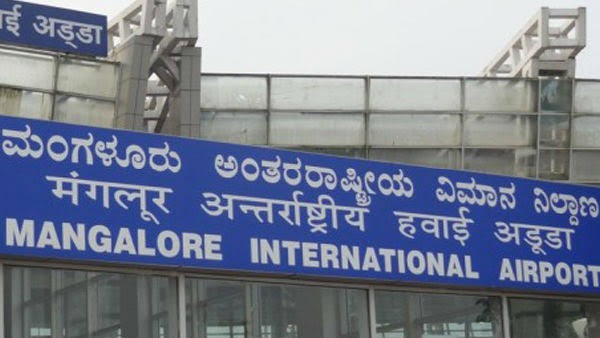 वाई अड्‌डा
ಮಂಗಳೂರು ಅಂತರರಾಷ್ಟ್ರೀಯ ವಿಮಾನ ನಿಲ್ದಾಣ
मंगलूर अन्तर्राष्ट्रीय हवाई अड्‌डा
MANGALORE INTERNATIONAL AIRPORT